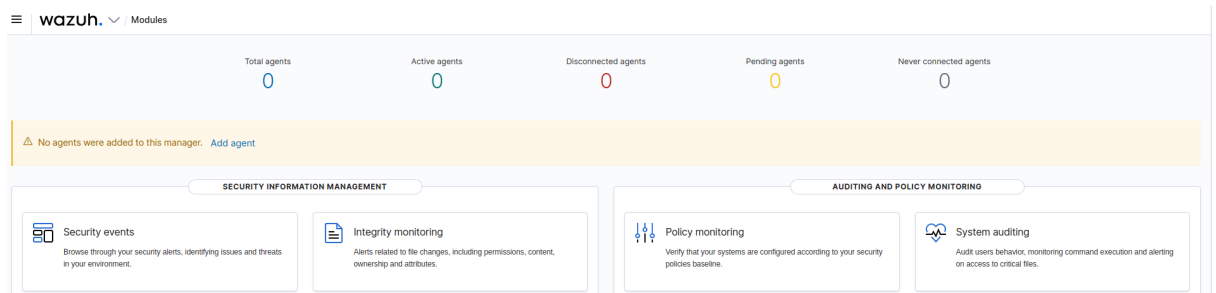 wazuh. / Modules
Total agents
0
Active agents
0
Disconnected agents
0
Pending agents
0
Never connected agents
0
No agents were added to this manager. Add agent
SECURITY INFORMATION MANAGEMENT
Security events
Browse through your security alerts, identifying issues and threats
in your environment.
Integrity monitoring
Alerts related to file changes, including permissions, content,
ownership and attributes.
AUDITING AND POLICY MONITORING
Policy monitoring
Verify that your systems are configured according to your security
policies baseline.
System auditing
Audit users behavior, monitoring command execution and alerting
on access to critical files.